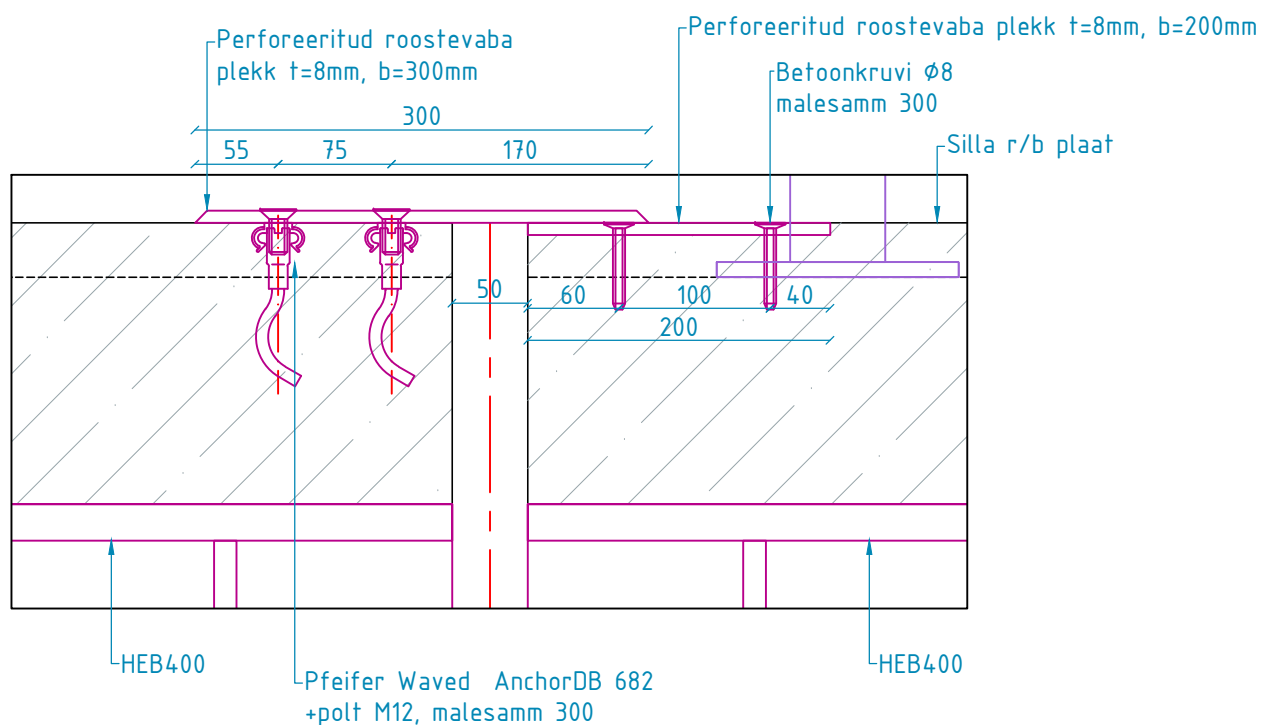 Perforeeritud roostevaba
plekk t=8mm, b=300mm
Perforeeritud roostevaba plekk t=8mm, b=200mm
Betoonkruvi Ø8
malesamm 300
Silla r/b plaat
300
55
75
170
50
60
100
40
200
HEB400
HEB400
Pfeifer Waved AnchorDB 682
+polt M12, malesamm 300